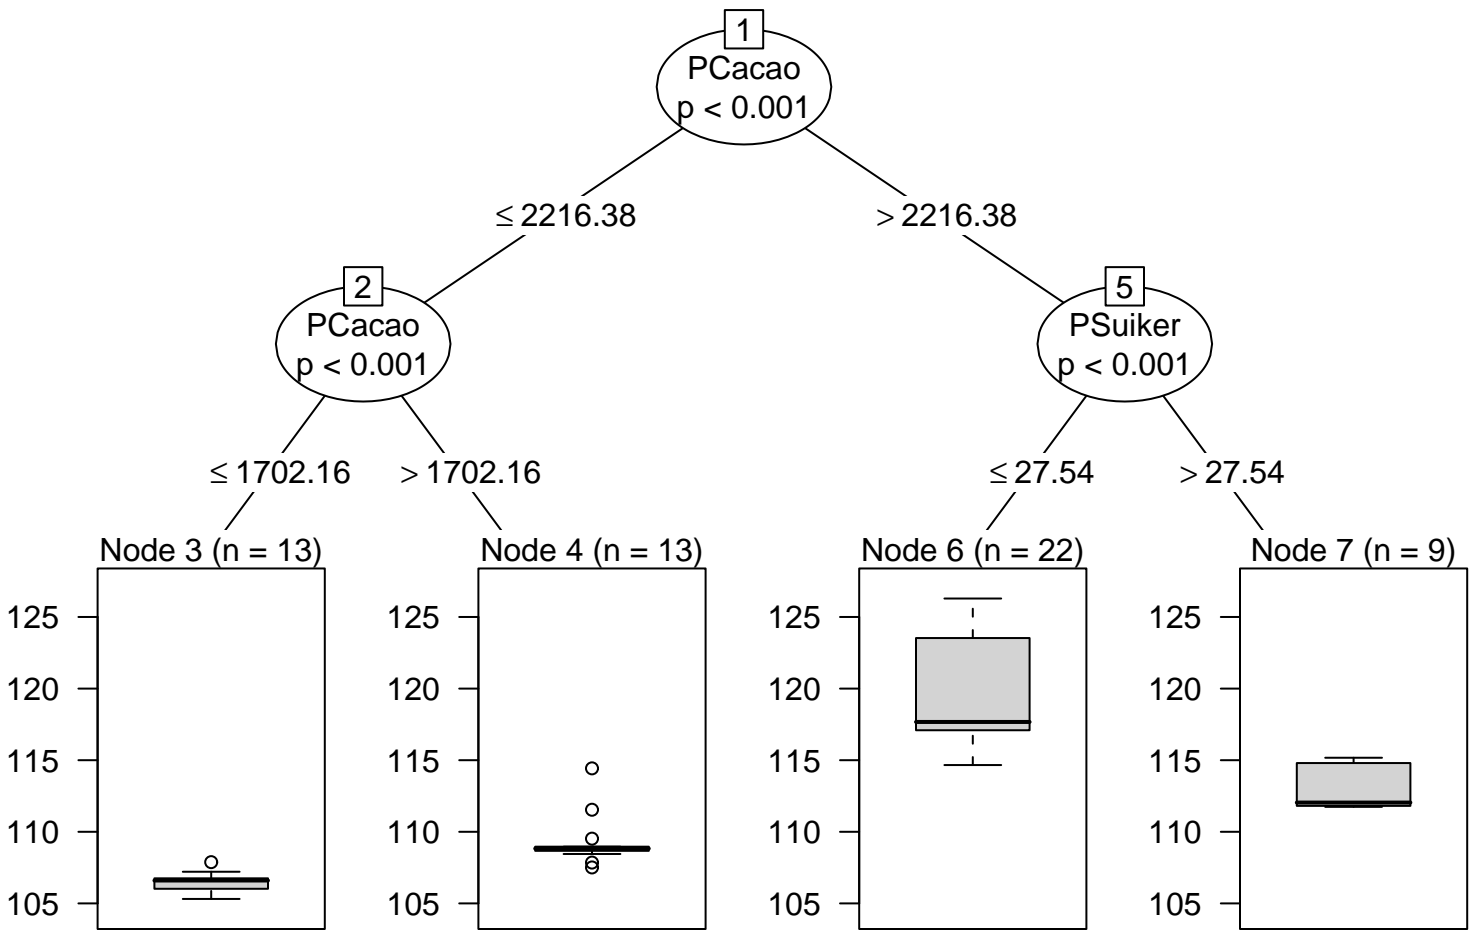 1
PCacao
p < 0.001
≤ 2216.38
> 2216.38
2
PCacao
p < 0.001
5
PSuiker
p < 0.001
≤ 1702.16
> 1702.16
≤ 27.54
> 27.54
Node 3 (n = 13)
125
120
115
110
105
Node 4 (n = 13)
125
120
115
110
105
Node 6 (n = 22)
125
120
115
110
105
Node 7 (n = 9)
125
120
115
110
105